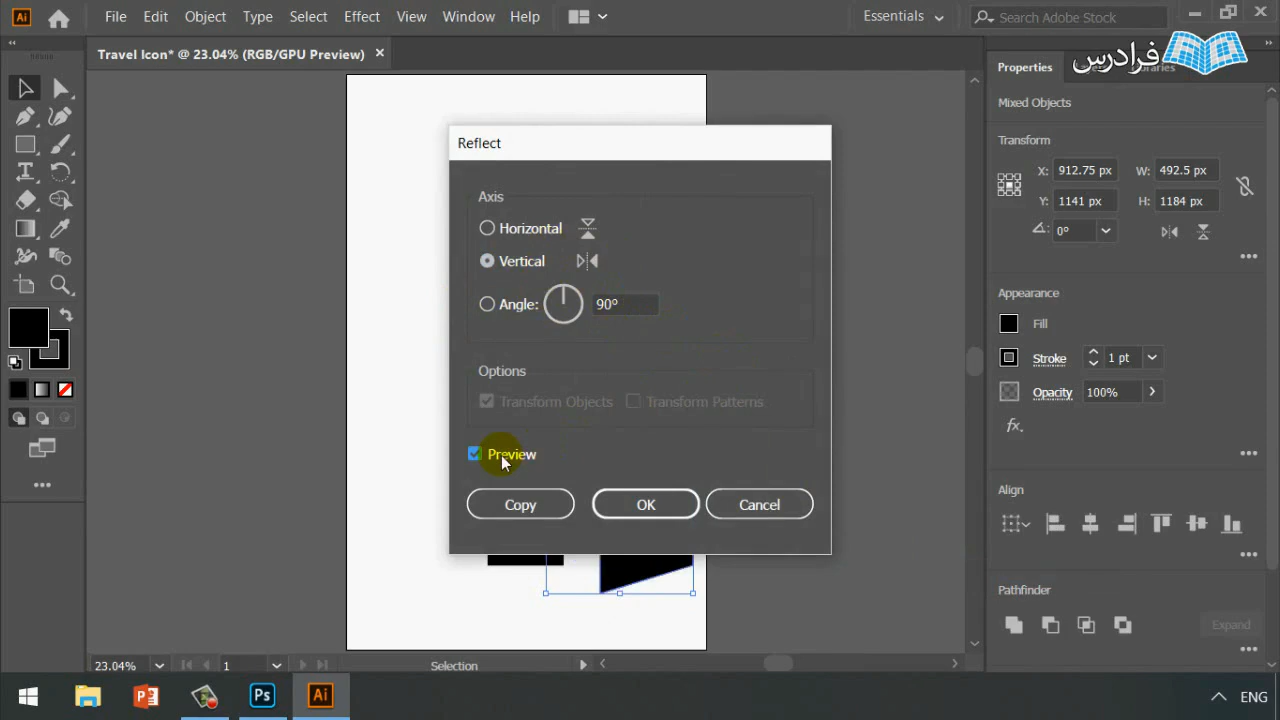 Ai File Edit Object Type Select Effect View Window Help Essentials Search Adobe Stock
Travel Icon* @ 23.04% (RGB/GPU Preview)
فرادرس
Properties
Mixed Objects
Transform
X: 912.75 px W: 492.5 px
Y: 1141 px H: 1184 px
0°
Appearance
Fill
Stroke 1 pt
Opacity 100%
fx.
Align
Pathfinder
Expand
Reflect
Axis
Horizontal
Vertical
Angle: 90°
Options
Transform Objects Transform Patterns
Preview
Copy OK Cancel
23.04% 1 Selection
Ps Ai ENG